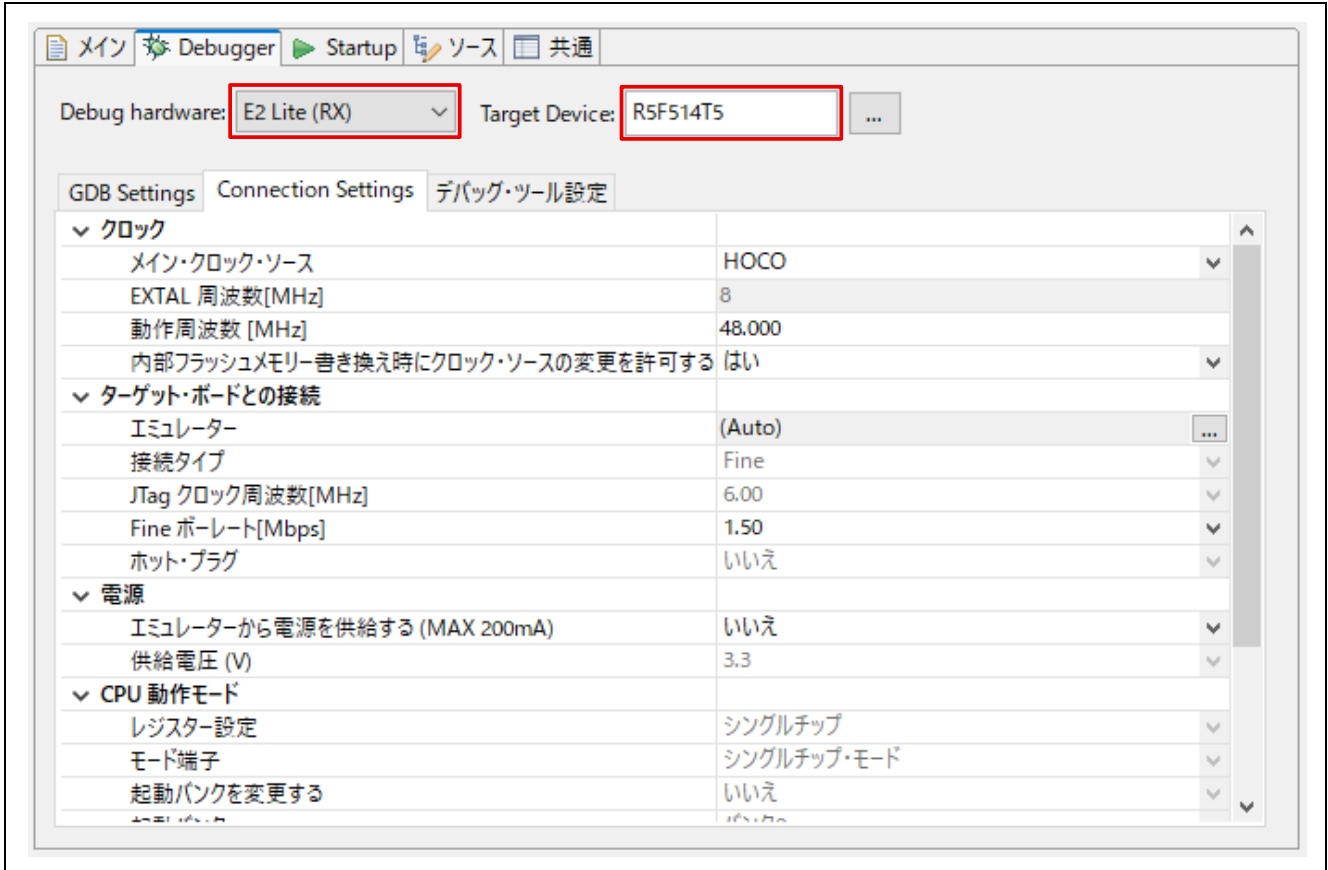 メイン Debugger Startup ソース 共通
Debug hardware: E2 Lite (RX) Target Device: R5F514T5 ...
GDB Settings Connection Settings デバッグ・ツール設定
クロック
メイン・クロック・ソース HOCO
EXTAL 周波数[MHz] 8
動作周波数 [MHz] 48.000
内部フラッシュメモリー書き換え時にクロック・ソースの変更を許可する はい
ターゲット・ボードとの接続
エミュレーター (Auto) ...
接続タイプ Fine
JTag クロック周波数[MHz] 6.00
Fine ボーレート[Mbps] 1.50
ホット・プラグ いいえ
電源
エミュレーターから電源を供給する (MAX 200mA) いいえ
供給電圧 (V) 3.3
CPU 動作モード
レジスター設定 シングルチップ
モード端子 シングルチップ・モード
起動バンクを変更する いいえ